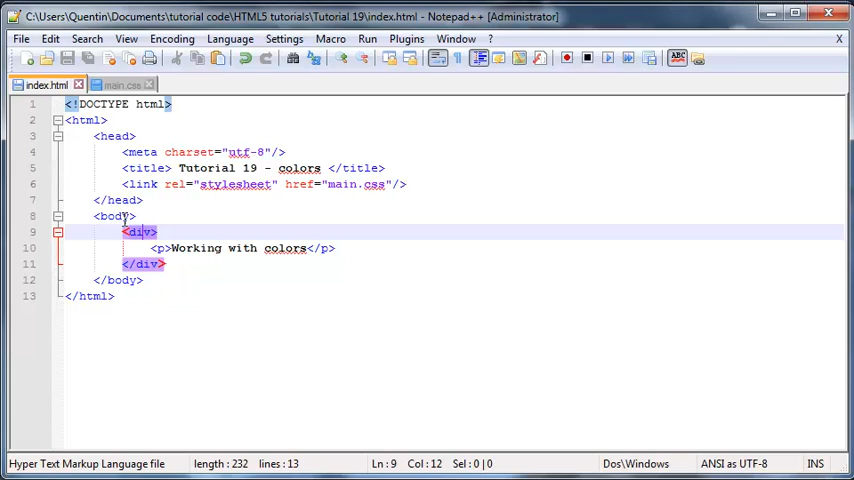 C:\Users\Quentin\Documents\tutorial code\HTML5 tutorials\Tutorial 19\index.html - Notepad++ [Administrator]
File Edit Search View Encoding Language Settings Macro Run Plugins Window ? X
ABC
index.html main.css
1 <!DOCTYPE html>
2 <html>
3 <head>
4 <meta charset="utf-8"/>
5 <title> Tutorial 19 - colors </title>
6 <link rel="stylesheet" href="main.css"/>
7 </head>
8 <body>
9 <div>
10 <p>Working with colors</p>
11 </div>
12 </body>
13 </html>
Hyper Text Markup Language file length : 232 lines : 13 Ln : 9 Col : 12 Sel : 0 | 0 Dos\Windows ANSI as UTF-8 INS